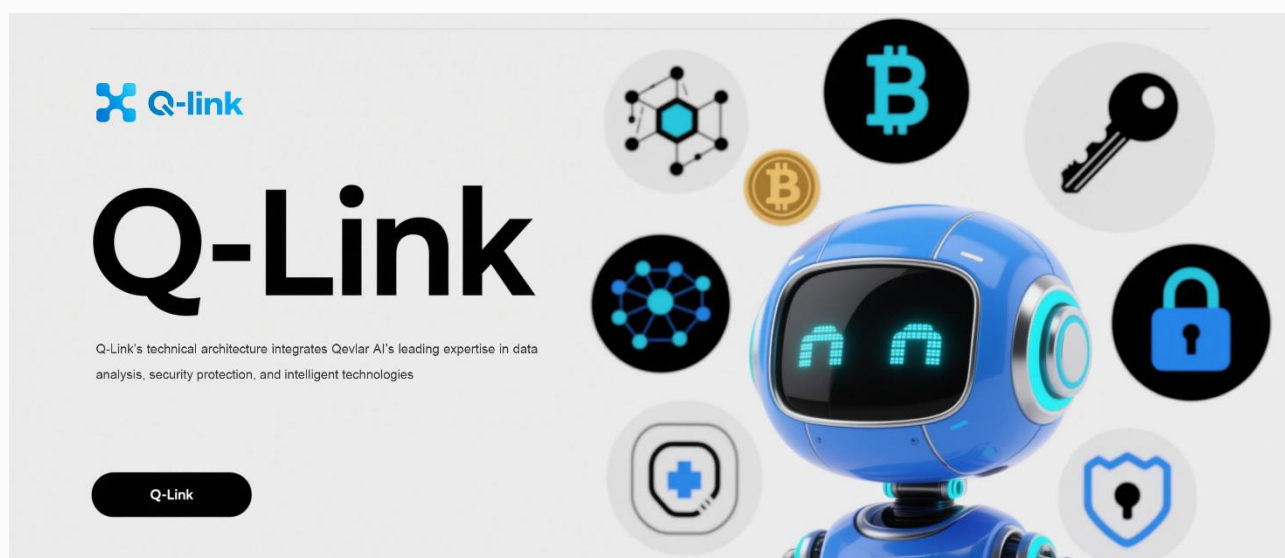 Q-link
Q-Link
Q-Link's technical architecture integrates Qevlar AI's leading expertise in data
analysis, security protection, and intelligent technologies
Q-Link